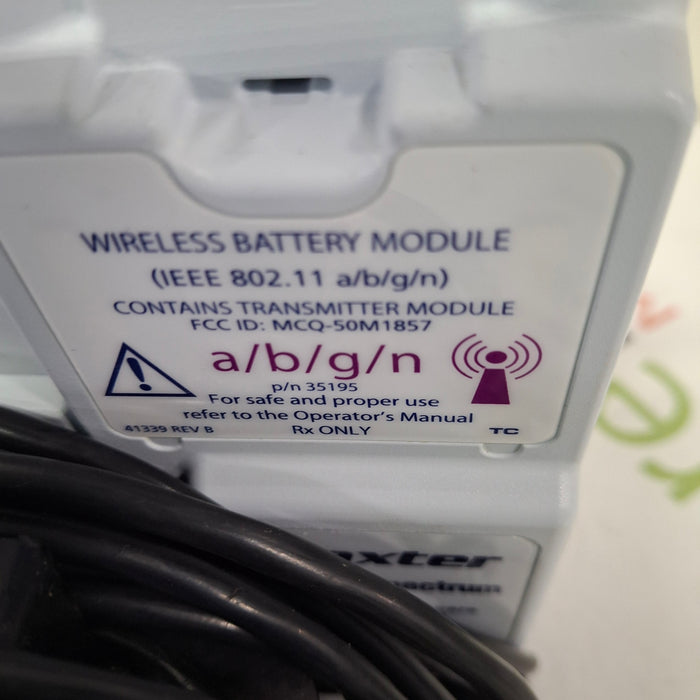 WIRELESS BATTERY MODULE
(IEEE 802.11 a/b/g/n)
CONTAINS TRANSMITTER MODULE
FCC ID: MCQ-50M1857
a/b/g/n
p/n 35195
For safe and proper use
refer to the Operator's Manual
41339 REV B Rx ONLY TC